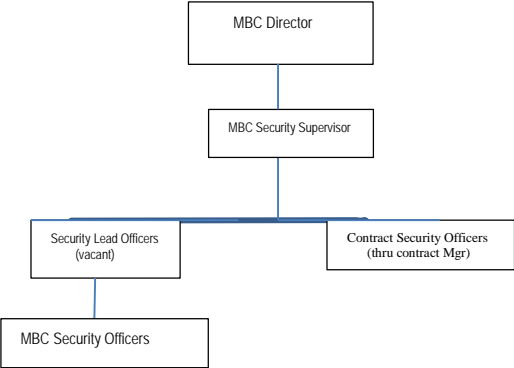 MBC Director
MBC Security Supervisor
Security Lead Officers
(vacant)
Contract Security Officers
(thru contract Mgr)
MBC Security Officers